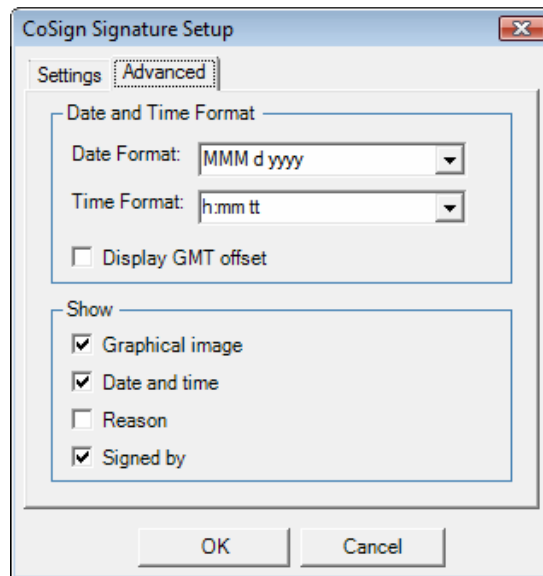 CoSign Signature Setup
Settings Advanced
Date and Time Format
Date Format: MMM d yyyy
Time Format: h:mm tt
Display GMT offset
Show
Graphical image
Date and time
Reason
Signed by
OK Cancel